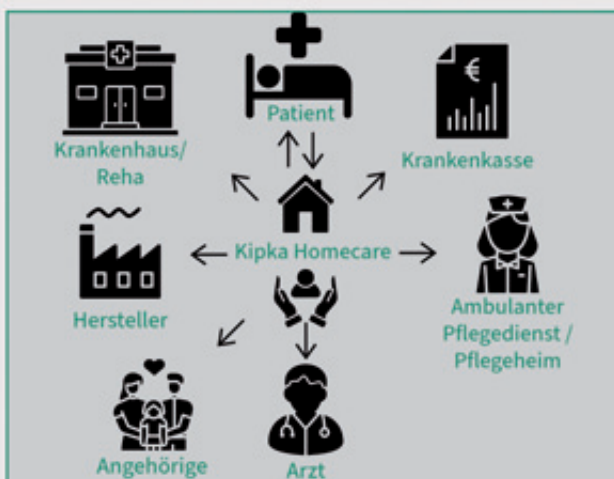 Patient
€
Krankenhaus/
Reha
Krankenkasse
Kipka Homecare
Hersteller
Ambulanter
Pflegedienst /
Pflegeheim
Angehörige
Arzt